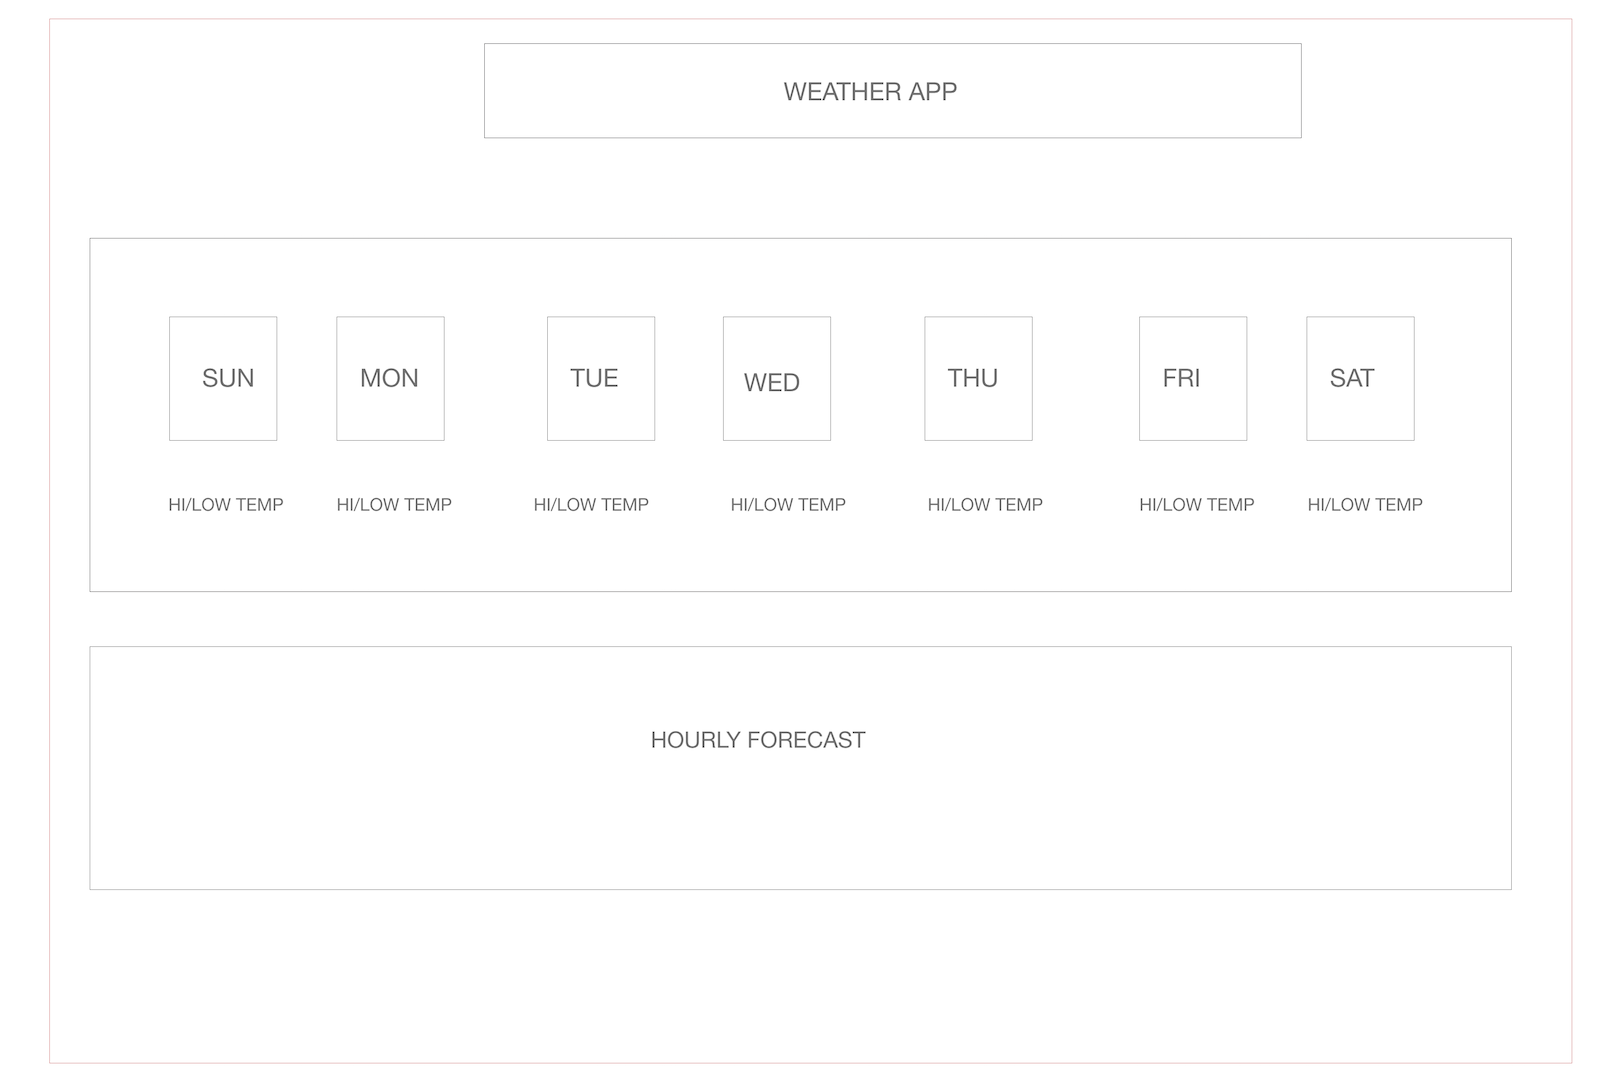 WEATHER APP
SUN MON TUE WED THU FRI SAT
HI/LOW TEMP HI/LOW TEMP HI/LOW TEMP HI/LOW TEMP HI/LOW TEMP HI/LOW TEMP HI/LOW TEMP
HOURLY FORECAST